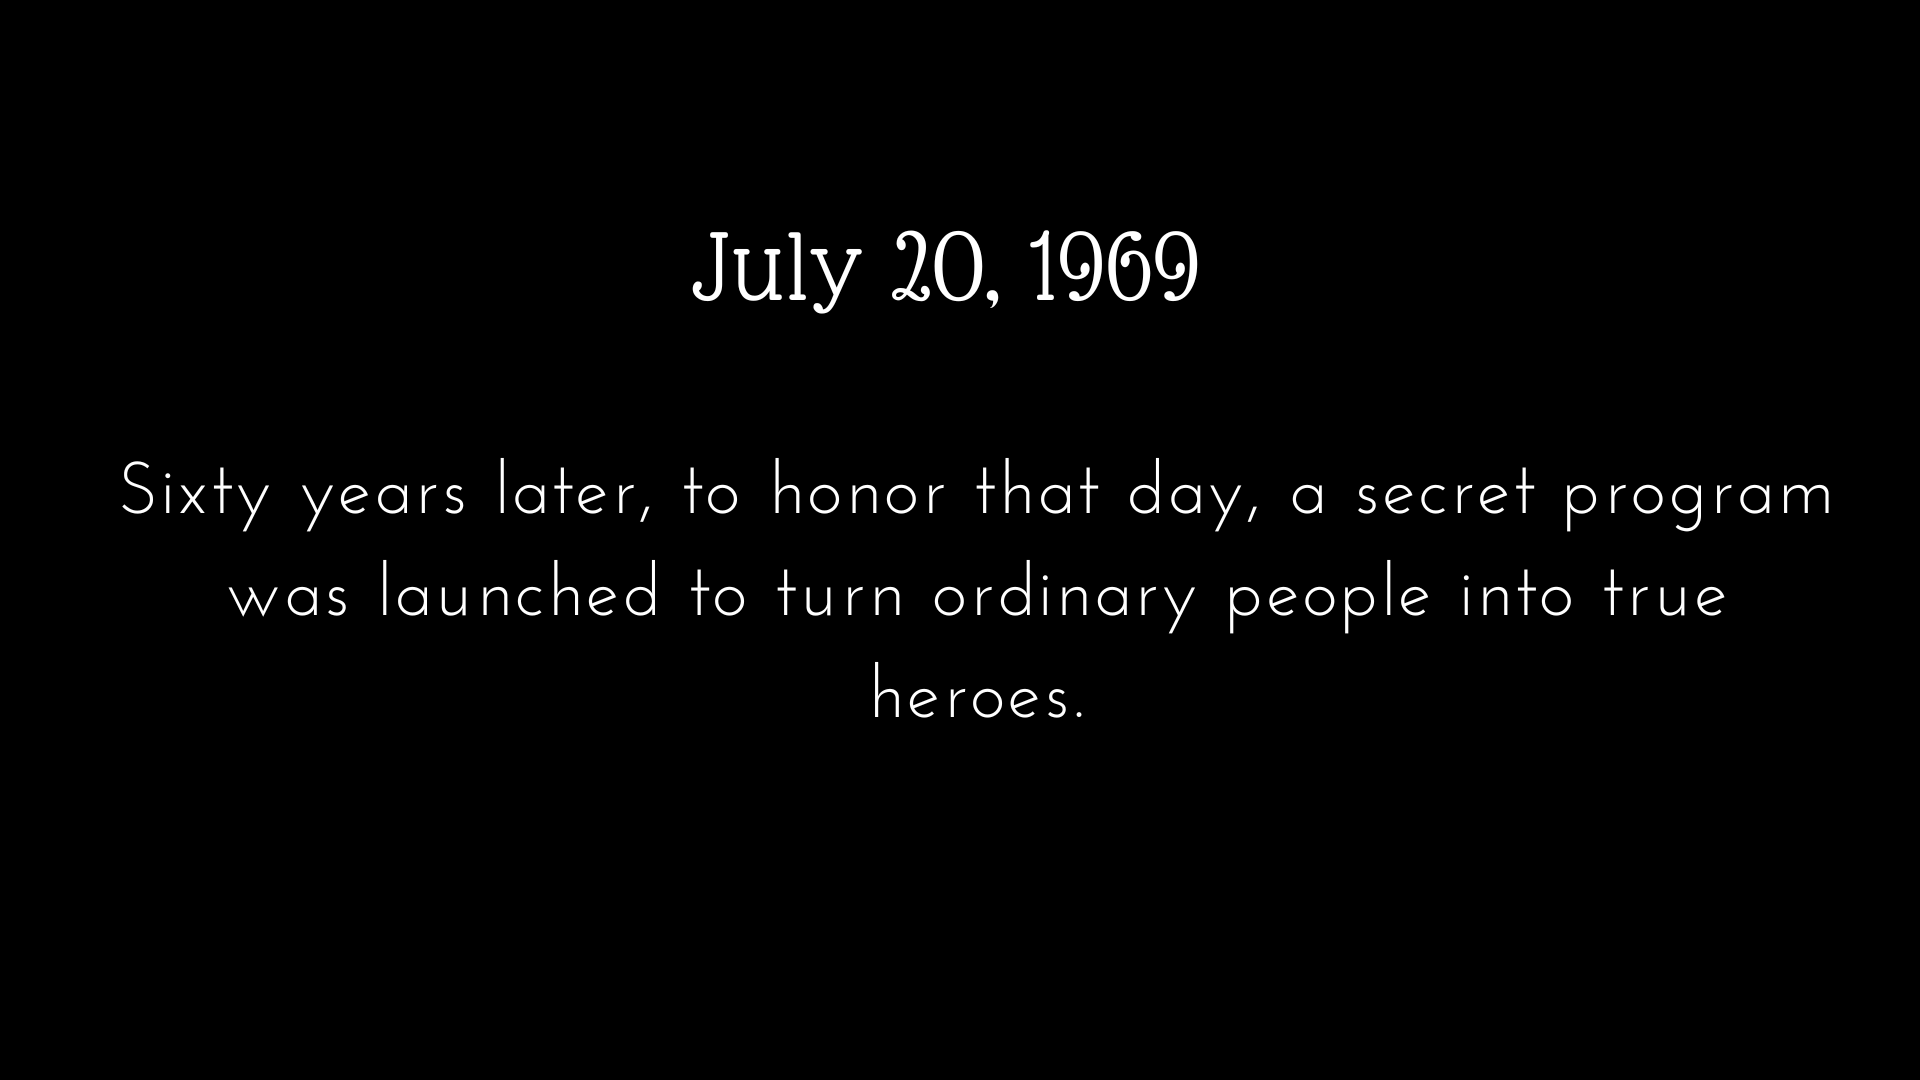 July 20, 1969
Sixty years later, to honor that day, a secret program
was launched to turn ordinary people into true
heroes.